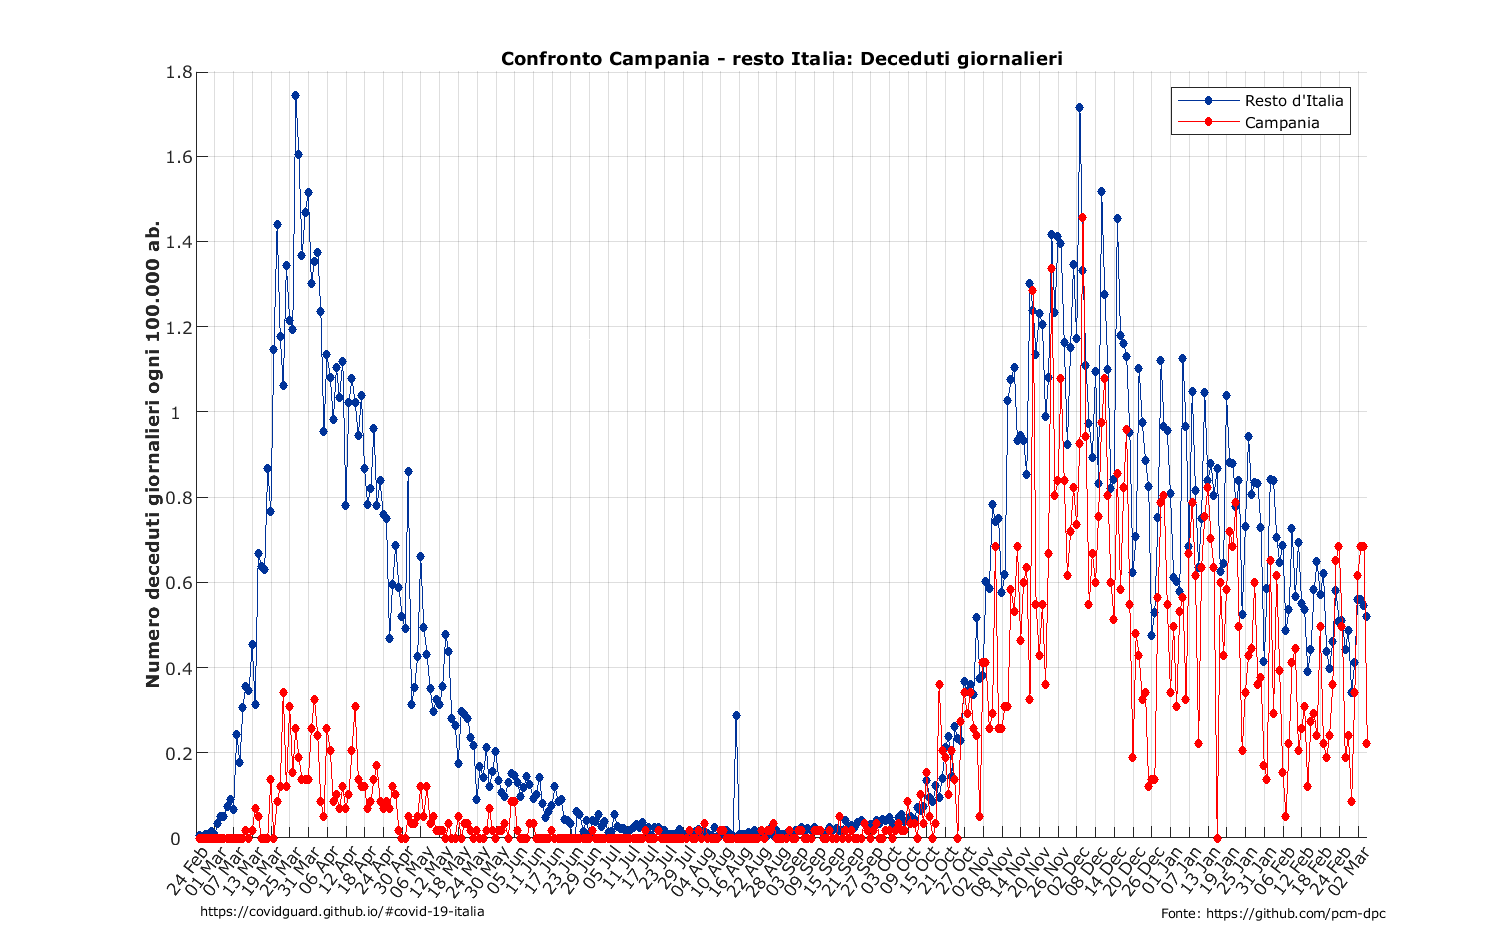 Confronto Campania - resto Italia: Deceduti giornalieri
Numero deceduti giornalieri ogni 100.000 ab.
1.8
1.6
1.4
1.2
1
0.8
0.6
0.4
0.2
0
Resto d'Italia
Campania
24 Feb
01 Mar
07 Mar
13 Mar
19 Mar
25 Mar
31 Mar
06 Apr
12 Apr
18 Apr
24 Apr
30 Apr
06 May
12 May
18 May
24 May
30 May
05 Jun
11 Jun
17 Jun
23 Jun
29 Jun
05 Jul
11 Jul
17 Jul
23 Jul
29 Jul
04 Aug
10 Aug
16 Aug
22 Aug
28 Aug
03 Sep
09 Sep
15 Sep
21 Sep
27 Sep
03 Oct
09 Oct
15 Oct
21 Oct
27 Oct
02 Nov
08 Nov
14 Nov
20 Nov
26 Nov
02 Dec
08 Dec
14 Dec
20 Dec
26 Dec
01 Jan
07 Jan
13 Jan
19 Jan
25 Jan
31 Jan
06 Feb
12 Feb
18 Feb
24 Feb
02 Mar
https://covidguard.github.io/#covid-19-italia
Fonte: https://github.com/pcm-dpc